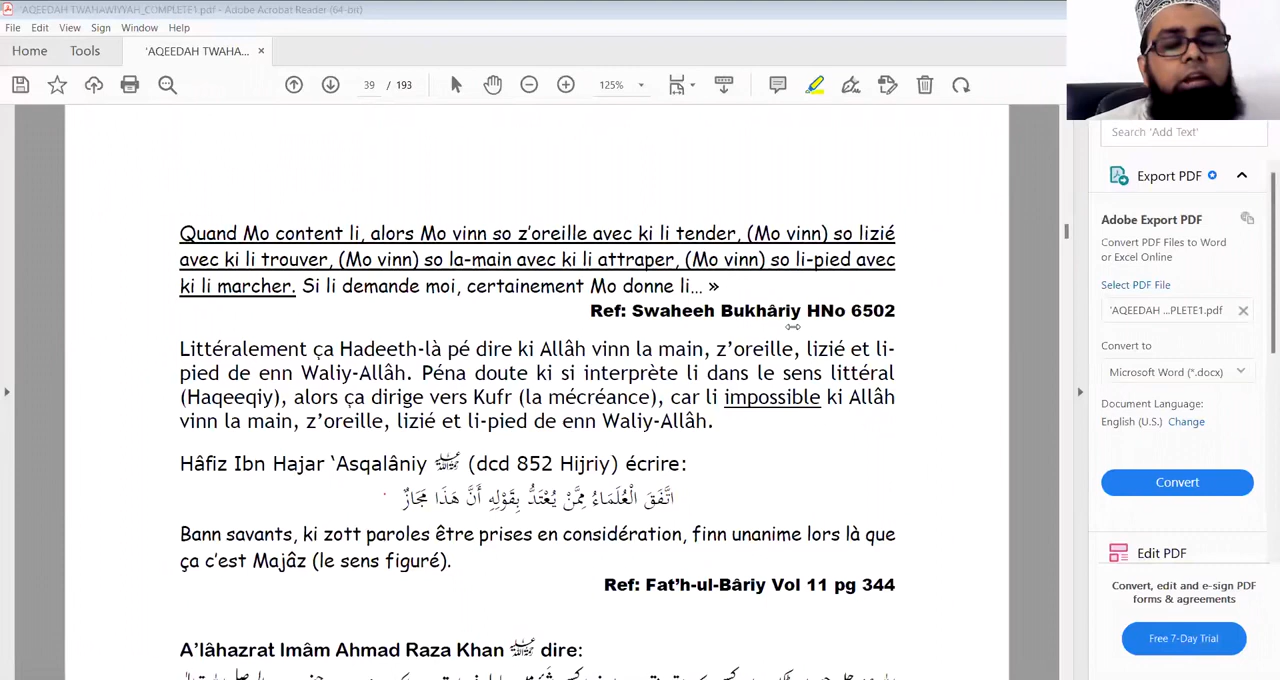 'AQEEDAH TWAHAWIYYAH_COMPLETE1.pdf - Adobe Acrobat Reader (64-bit)
File Edit View Sign Window Help
Home Tools 'AQEEDAH TWAHA... ×
39 / 193 125%
Search 'Add Text'
Export PDF
Adobe Export PDF
Convert PDF Files to Word
or Excel Online
Select PDF File
'AQEEDAH ...PLETE1.pdf
Convert to
Microsoft Word (*.docx)
Document Language:
English (U.S.) Change
Convert
Edit PDF
Convert, edit and e-sign PDF
forms & agreements
Free 7-Day Trial
Quand Mo content li, alors Mo vinn so z'oreille avec ki li tender, (Mo vinn) so lizié
avec ki li trouver, (Mo vinn) so la-main avec ki li attraper, (Mo vinn) so li-pied avec
ki li marcher. Si li demande moi, certainement Mo donne li... »
Ref: Swaheeh Bukhâriy HNo 6502
Littéralement ça Hadeeth-là pé dire ki Allâh vinn la main, z'oreille, lizié et li-
pied de enn Waliy-Allâh. Péna doute ki si interprète li dans le sens littéral
(Haqeeqiy), alors ça dirige vers Kufr (la mécréance), car li impossible ki Allâh
vinn la main, z'oreille, lizié et li-pied de enn Waliy-Allâh.
Hâfiz Ibn Hajar 'Asqalâniy (dcd 852 Hijriy) écrire:
اتَّفَقَ الْعُلَمَاءُ مِمَّنْ يُعْتَدُّ بِقَوْلِهِ أَنَّ هَذَا مَجَازٌ
Bann savants, ki zott paroles être prises en considération, finn unanime lors là que
ça c'est Majâz (le sens figuré).
Ref: Fat'h-ul-Bâriy Vol 11 pg 344
A'lâhazrat Imâm Ahmad Raza Khan dire: